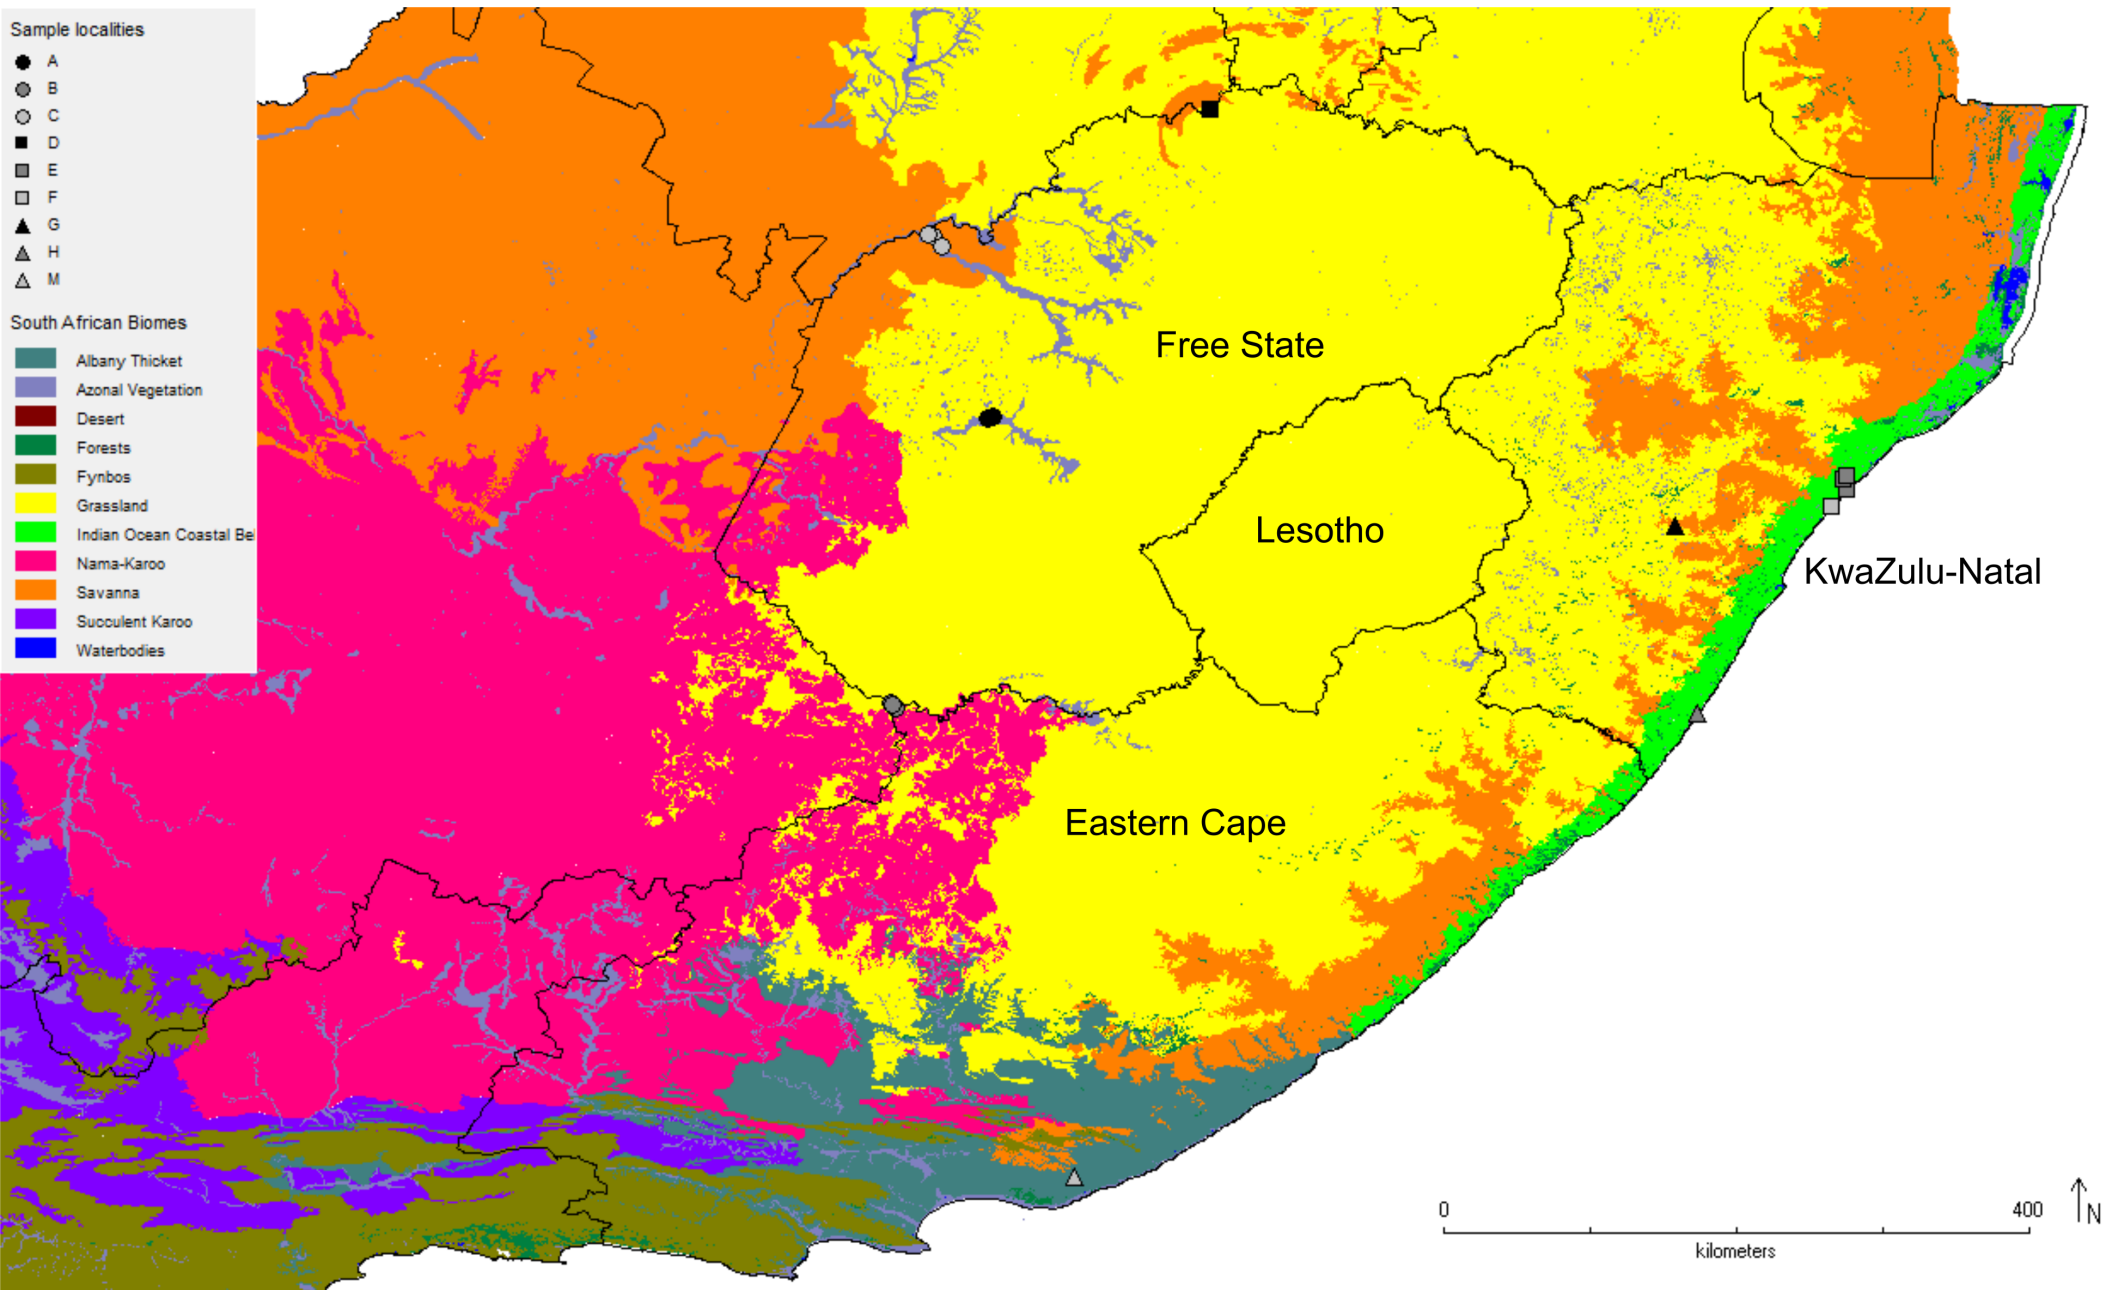 Sample localities
A
B
C
D
E
F
G
H
M
South African Biomes
Albany Thicket
Azonal Vegetation
Desert
Forests
Fynbos
Grassland
Indian Ocean Coastal Be
Nama-Karoo
Savanna
Succulent Karoo
Waterbodies
Free State
Lesotho
KwaZulu-Natal
Eastern Cape
0 400
N
kilometers